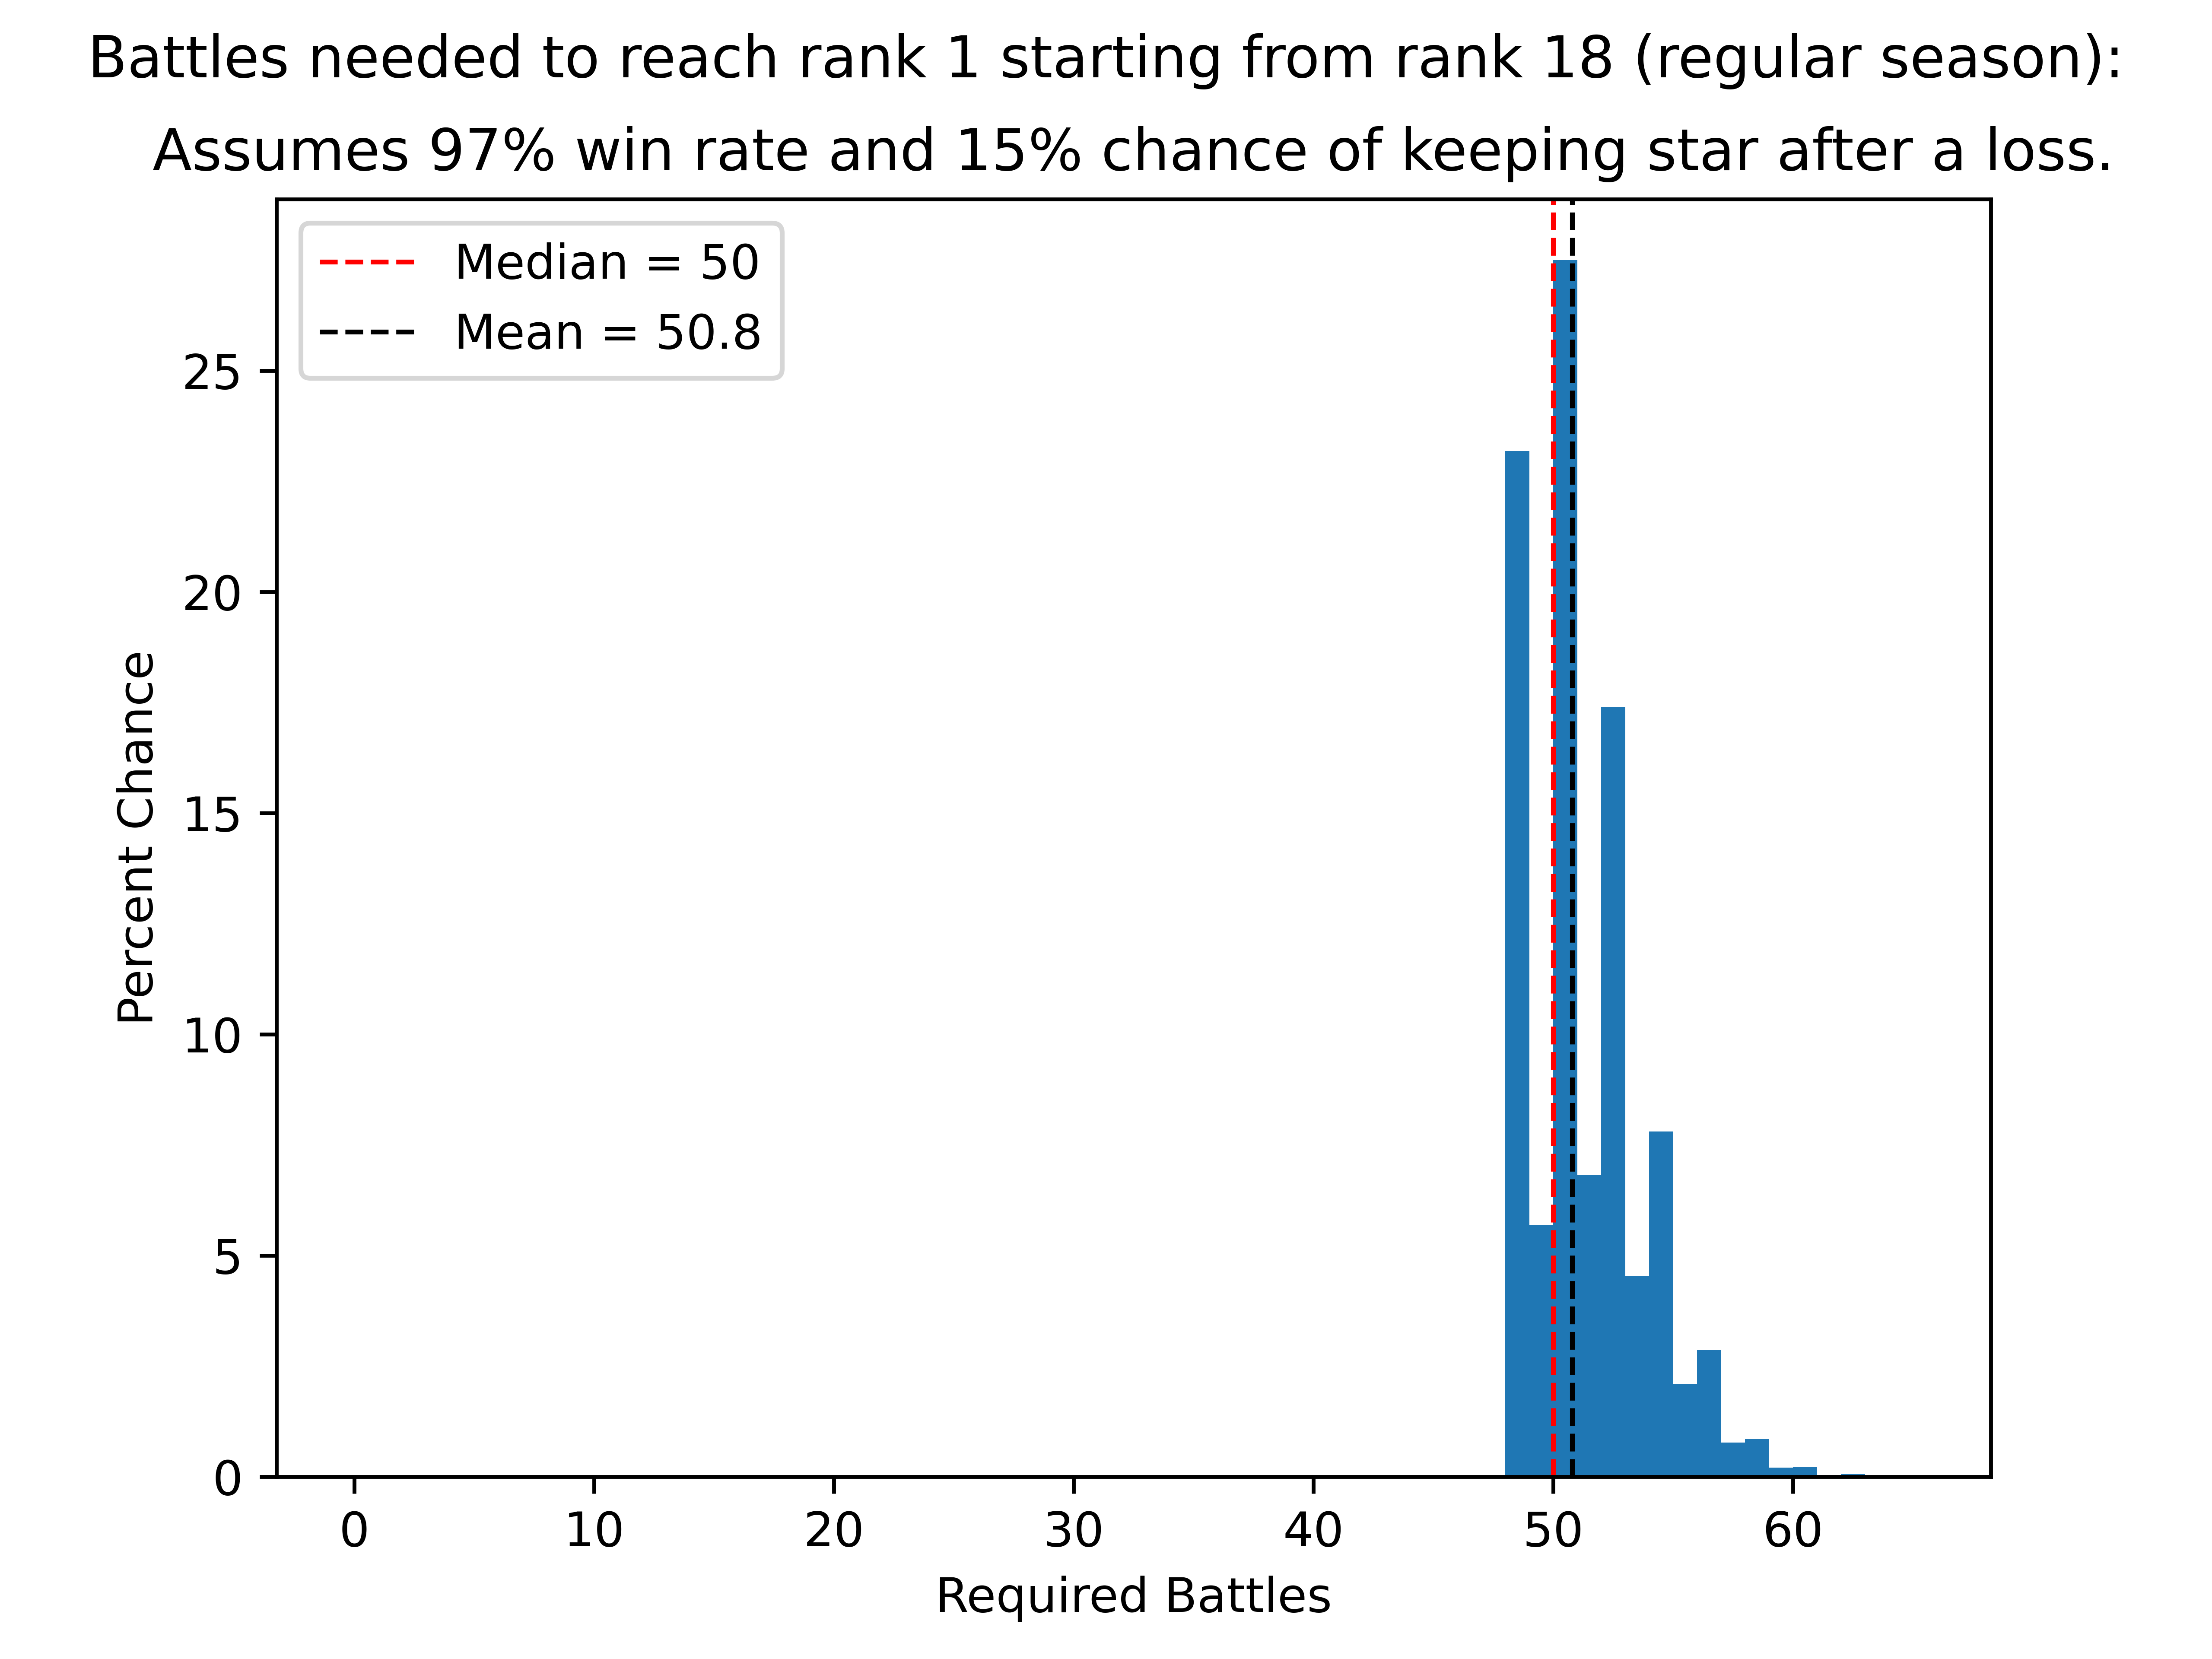 Battles needed to reach rank 1 starting from rank 18 (regular season):
Assumes 97% win rate and 15% chance of keeping star after a loss.
Median = 50
Mean = 50.8
25
20
15
10
5
0
Percent Chance
0 10 20 30 40 50 60
Required Battles